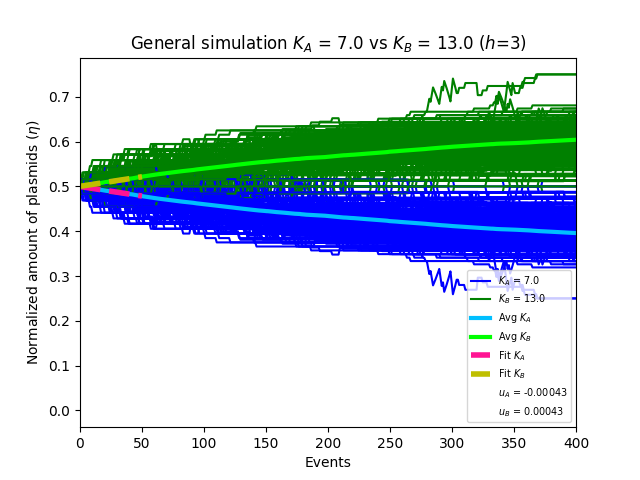 General simulation K_A = 7.0 vs K_B = 13.0 (h=3)
Normalized amount of plasmids (η)
0.7
0.6
0.5
0.4
0.3
0.2
0.1
0.0
K_A = 7.0
K_B = 13.0
Avg K_A
Avg K_B
Fit K_A
Fit K_B
u_A = -0.00043
u_B = 0.00043
0 50 100 150 200 250 300 350 400
Events